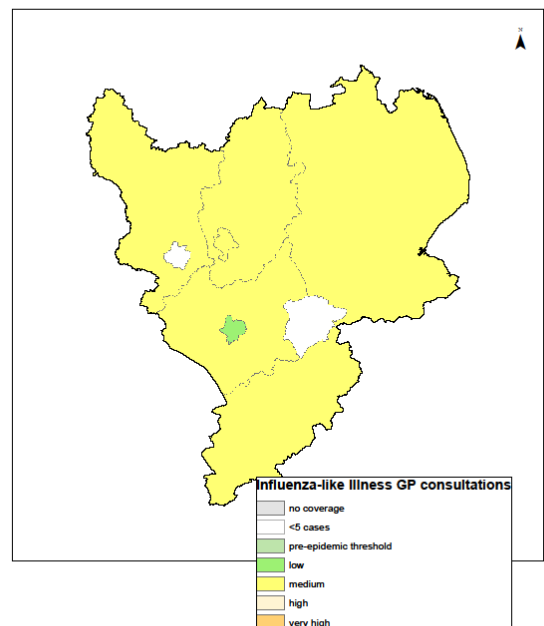 N
Influenza-like Illness GP consultations
no coverage
<5 cases
pre-epidemic threshold
low
medium
high
very high